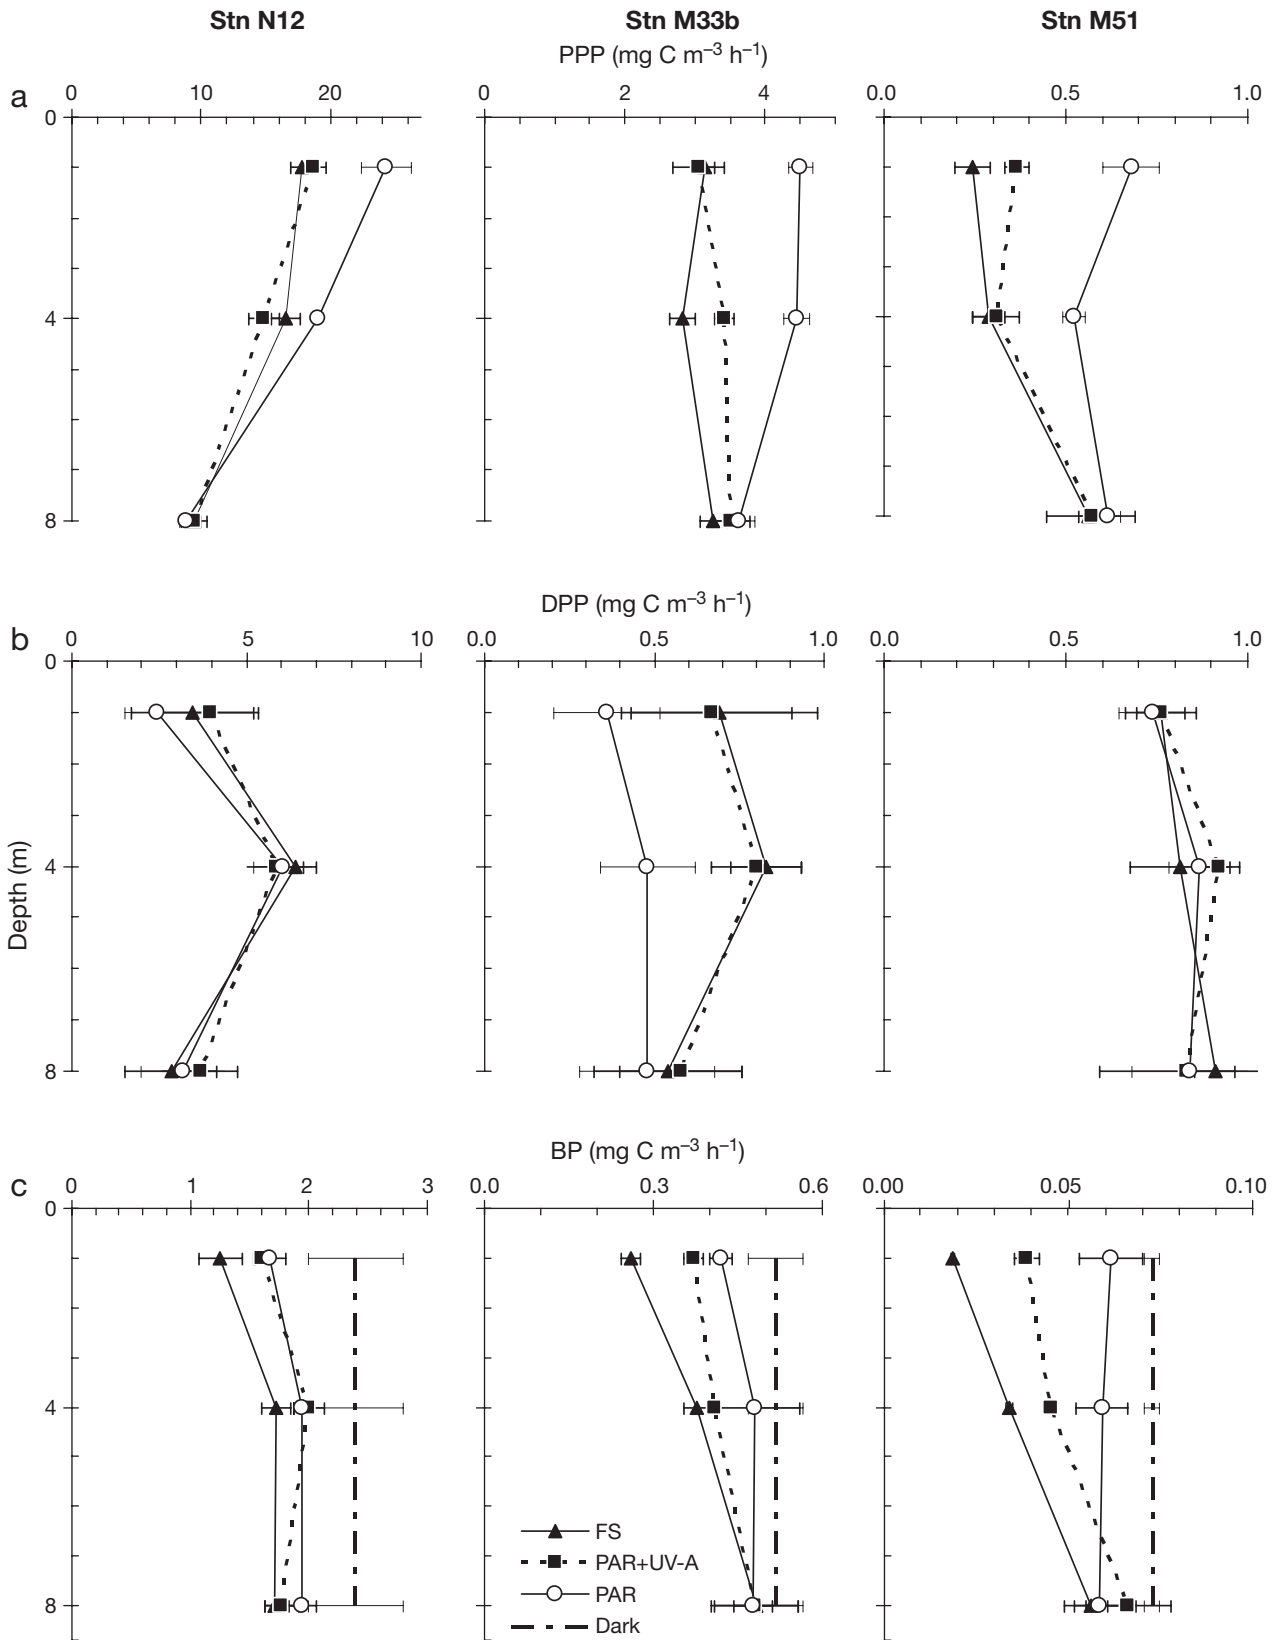 Stn N12 Stn M33b Stn M51
PPP (mg C m⁻³ h⁻¹)
a 0 10 20 0 2 4 0.0 0.5 1.0
0
4
8
DPP (mg C m⁻³ h⁻¹)
b 0 5 10 0.0 0.5 1.0 0.5 1.0
0
4
8
Depth (m)
BP (mg C m⁻³ h⁻¹)
c 0 1 2 3 0.0 0.3 0.6 0.00 0.05 0.10
0
4
8
FS
PAR+UV-A
PAR
Dark